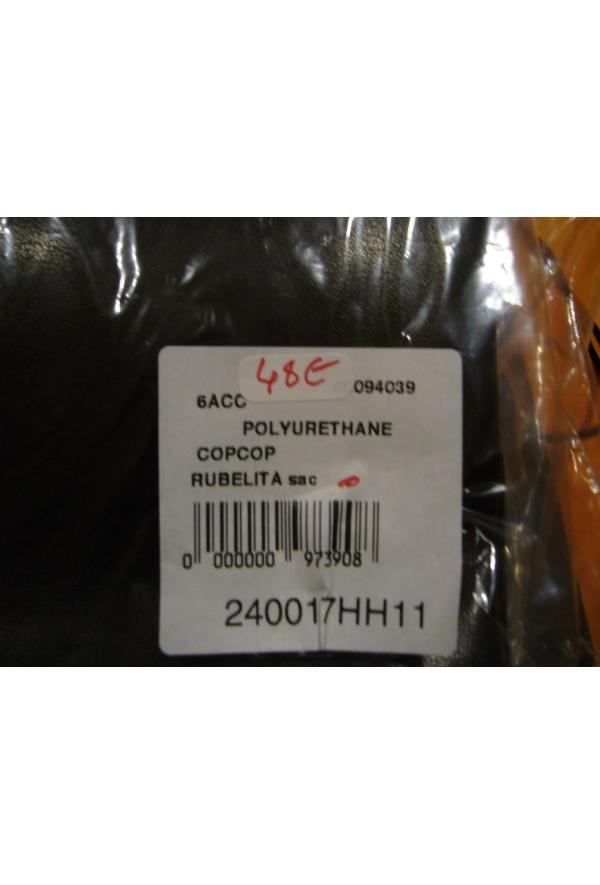 48€
6ACC 094039
POLYURETHANE
COPCOP
RUBELITA sac
0 000000 973908
240017HH11